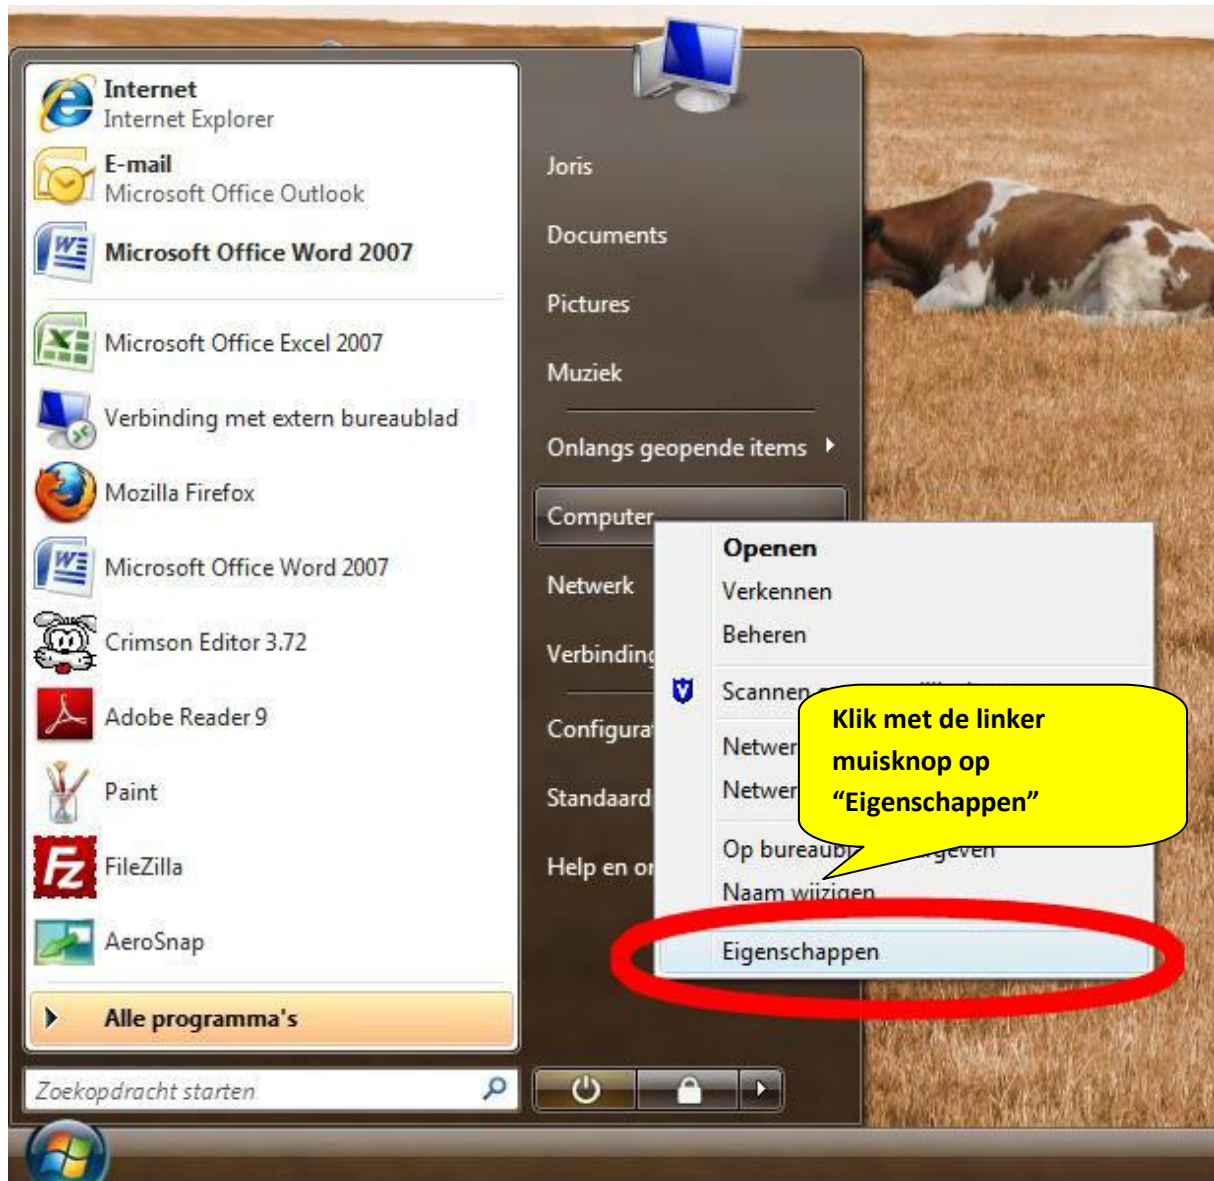 Internet
Internet Explorer
E-mail
Microsoft Office Outlook
Microsoft Office Word 2007
Microsoft Office Excel 2007
Verbinding met extern bureaublad
Mozilla Firefox
Microsoft Office Word 2007
Crimson Editor 3.72
Adobe Reader 9
Paint
FileZilla
AeroSnap
Alle programma's
Zoekopdracht starten
Joris
Documents
Pictures
Muziek
Onlangs geopende items
Computer
Netwerk
Verbinding
Configura
Standaard
Help en o
Openen
Verkennen
Beheren
Scannen
Netwer
Netwer
Op bureaub geven
Naam wijzigen
Eigenschappen
Klik met de linker
muisknop op
“Eigenschappen”